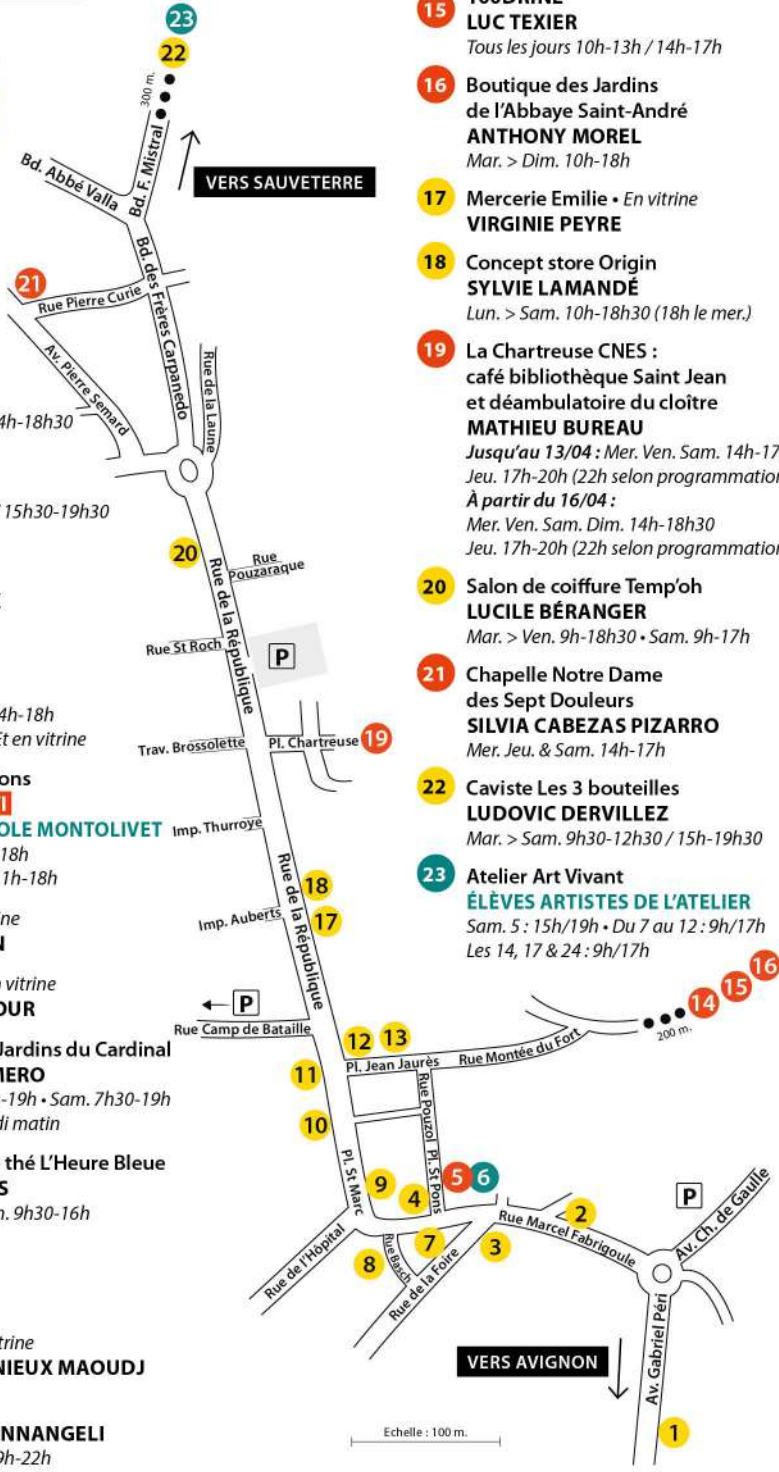 23
22
300 m.
Bd. F. Mistral
Bd. Abbé Valla
VERS SAUVETERRE
Bd. des Frères Carpanedo
21
Rue Pierre Curie
Av. Pierre Semard
Rue de la Laune
20
Rue de la République
Rue
Pouzaraque
Rue St Roch
P
Trav. Brossolette
Pl. Chartreuse
19
Imp. Thurroye
Rue de la République
18
17
Imp. Auberts
P
Rue Camp de Bataille
12
13
Pl. Jean Jaurès
Rue Montée du Fort
200 m.
14
15
16
11
10
Rue Pouzol
Pl. St Pons
Pl. St Marc
9
4
5
6
7
8
3
2
Rue de l'Hôpital
Rue Basch
Rue de la Foire
Rue Marcel Fabrigoule
P
Av. Ch. de Gaulle
Av. Gabriel Péri
VERS AVIGNON
1
Echelle : 100 m.
4h-18h30
15h30-19h30
4h-18h
Et en vitrine
ons
OLE MONTOLIVET
18h
1h-18h
ine
N
n vitrine
OUR
Jardins du Cardinal
MERO
-19h • Sam. 7h30-19h
di matin
thé L'Heure Bleue
S
n. 9h30-16h
trine
NIEUX MAOUDJ
NNANGELI
9h-22h
15
LUC TEXIER
Tous les jours 10h-13h / 14h-17h
16 Boutique des Jardins
de l'Abbaye Saint-André
ANTHONY MOREL
Mar. > Dim. 10h-18h
17 Mercerie Emilie • En vitrine
VIRGINIE PEYRE
18 Concept store Origin
SYLVIE LAMANDÉ
Lun. > Sam. 10h-18h30 (18h le mer.)
19 La Chartreuse CNES :
café bibliothèque Saint Jean
et déambulatoire du cloître
MATHIEU BUREAU
Jusqu'au 13/04 : Mer. Ven. Sam. 14h-17
Jeu. 17h-20h (22h selon programmation
À partir du 16/04 :
Mer. Ven. Sam. Dim. 14h-18h30
Jeu. 17h-20h (22h selon programmation
20 Salon de coiffure Temp'oh
LUCILE BÉRANGER
Mar. > Ven. 9h-18h30 • Sam. 9h-17h
21 Chapelle Notre Dame
des Sept Douleurs
SILVIA CABEZAS PIZARRO
Mer. Jeu. & Sam. 14h-17h
22 Caviste Les 3 bouteilles
LUDOVIC DERVILLEZ
Mar. > Sam. 9h30-12h30 / 15h-19h30
23 Atelier Art Vivant
ÉLÈVES ARTISTES DE L'ATELIER
Sam. 5 : 15h/19h • Du 7 au 12 : 9h/17h
Les 14, 17 & 24 : 9h/17h